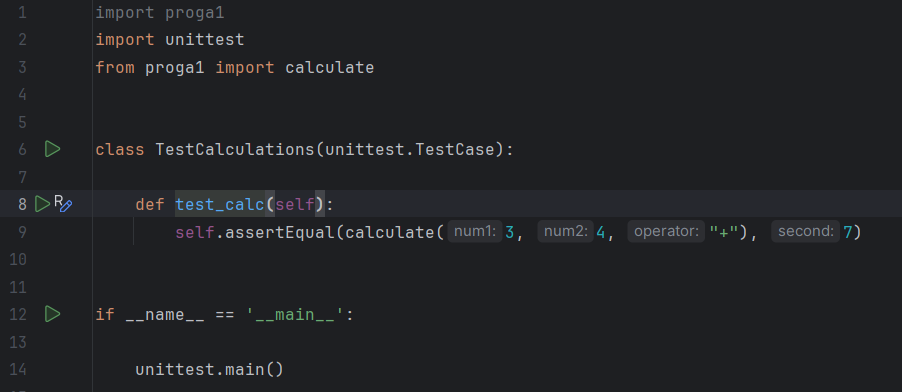 1 import proga1
2 import unittest
3 from proga1 import calculate
4
5
6 class TestCalculations(unittest.TestCase):
7
8 def test_calc(self):
9 self.assertEqual(calculate( num1: 3, num2: 4, operator: "+"), second: 7)
10
11
12 if __name__ == '__main__':
13
14 unittest.main()